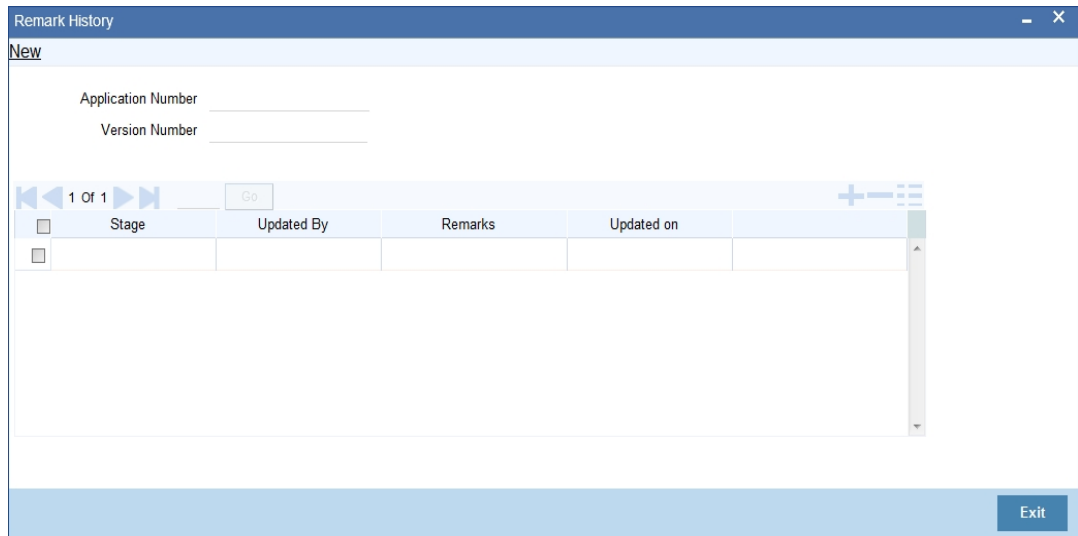 Remark History
New
Application Number
Version Number
1 Of 1 Go
Stage Updated By Remarks Updated on
Exit